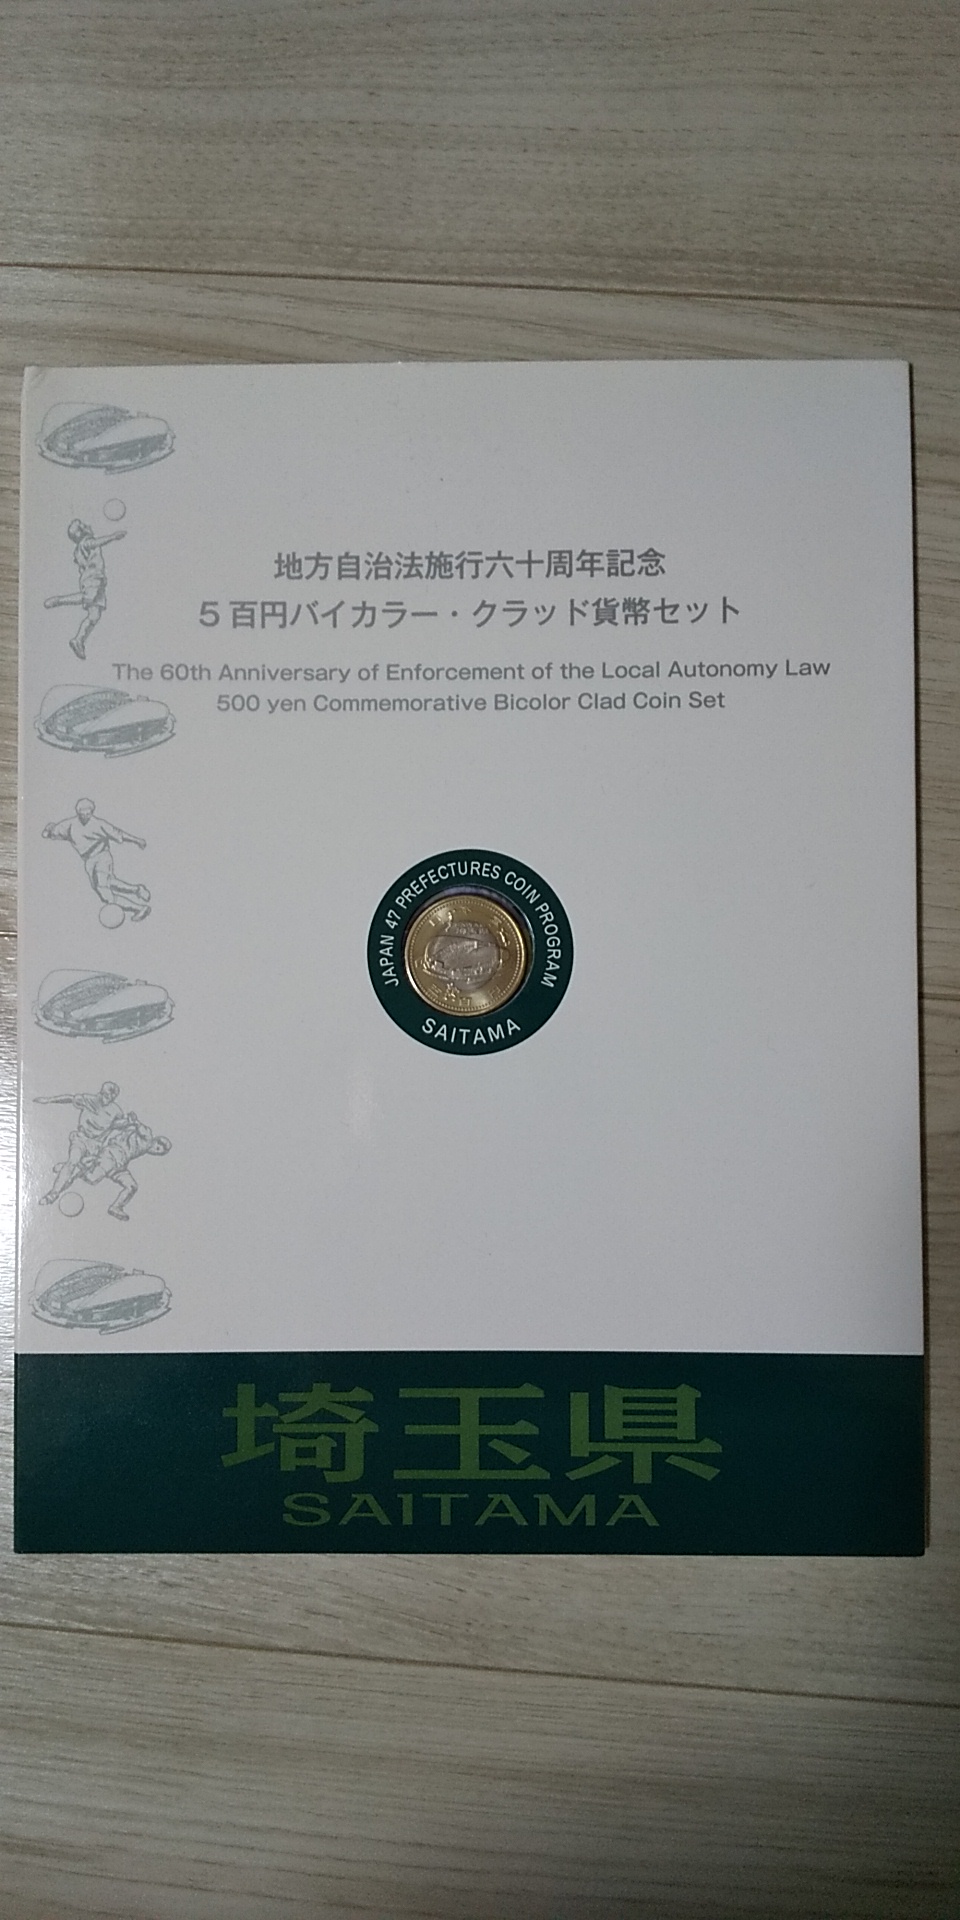 地方自治法施行六十周年記念
5百円バイカラー・クラッド貨幣セット
The 60th Anniversary of Enforcement of the Local Autonomy Law
500 yen Commemorative Bicolor Clad Coin Set
JAPAN 47 PREFECTURES COIN PROGRAM
SAITAMA
埼玉県
SAITAMA